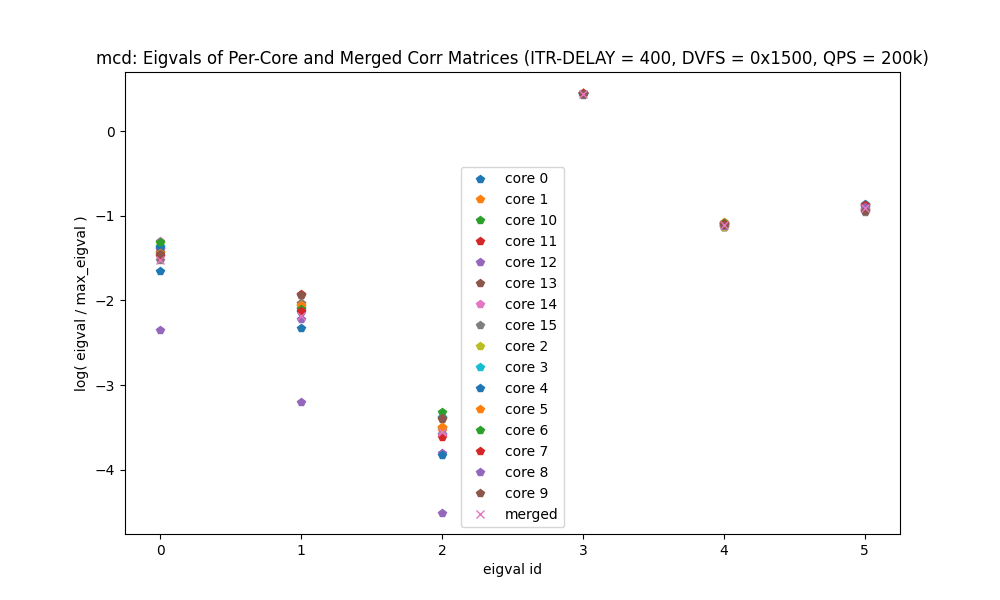 mcd: Eigvals of Per-Core and Merged Corr Matrices (ITR-DELAY = 400, DVFS = 0x1500, QPS = 200k)
log( eigval / max_eigval )
0
−1
−2
−3
−4
core 0
core 1
core 10
core 11
core 12
core 13
core 14
core 15
core 2
core 3
core 4
core 5
core 6
core 7
core 8
core 9
merged
0 1 2 3 4 5
eigval id